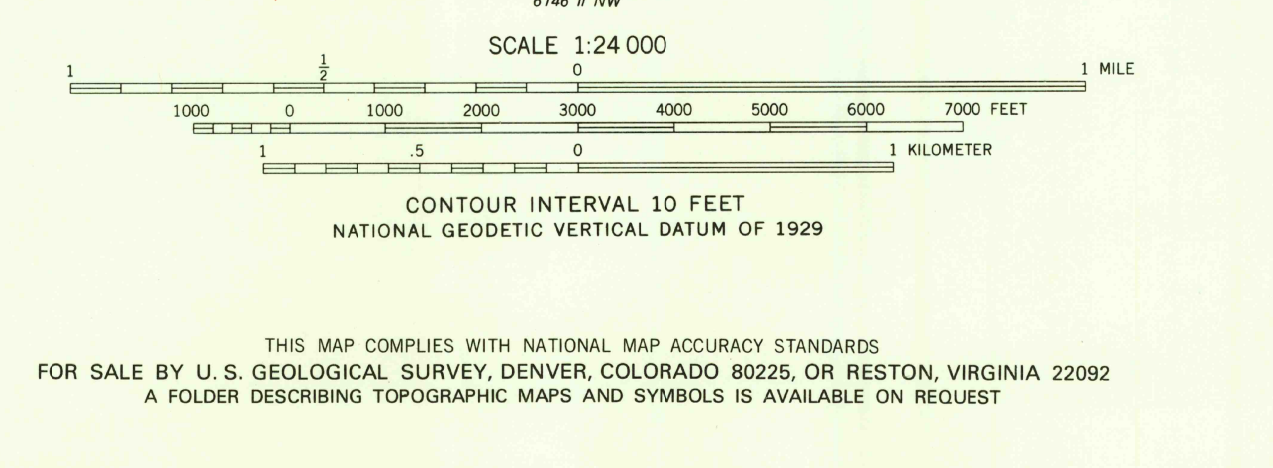 SCALE 1:24 000
1 1/2 0 1 MILE
1000 0 1000 2000 3000 4000 5000 6000 7000 FEET
1 .5 0 1 KILOMETER
CONTOUR INTERVAL 10 FEET
NATIONAL GEODETIC VERTICAL DATUM OF 1929
THIS MAP COMPLIES WITH NATIONAL MAP ACCURACY STANDARDS
FOR SALE BY U. S. GEOLOGICAL SURVEY, DENVER, COLORADO 80225, OR RESTON, VIRGINIA 22092
A FOLDER DESCRIBING TOPOGRAPHIC MAPS AND SYMBOLS IS AVAILABLE ON REQUEST